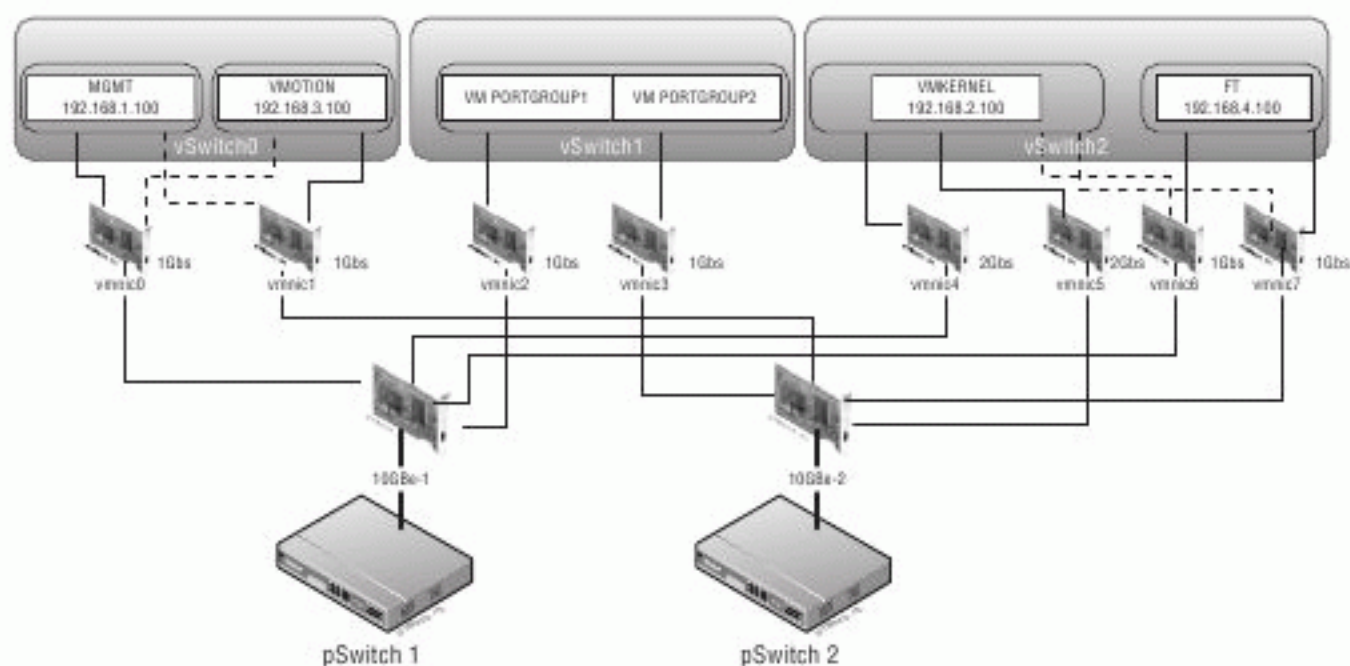 MGMT
192.168.1.100
VMOTION
192.168.3.100
vSwitch0
VM PORTGROUP1
VM PORTGROUP2
vSwitch1
VMKERNEL
192.168.2.100
FT
192.168.4.100
vSwitch2
1Gbs
vmnic0
1Gbs
vmnic1
1Gbs
vmnic2
1Gbs
vmnic3
2Gbs
vmnic4
2Gbs
vmnic5
1Gbs
vmnic6
1Gbs
vmnic7
10GBe-1
10GBe-2
pSwitch 1
pSwitch 2